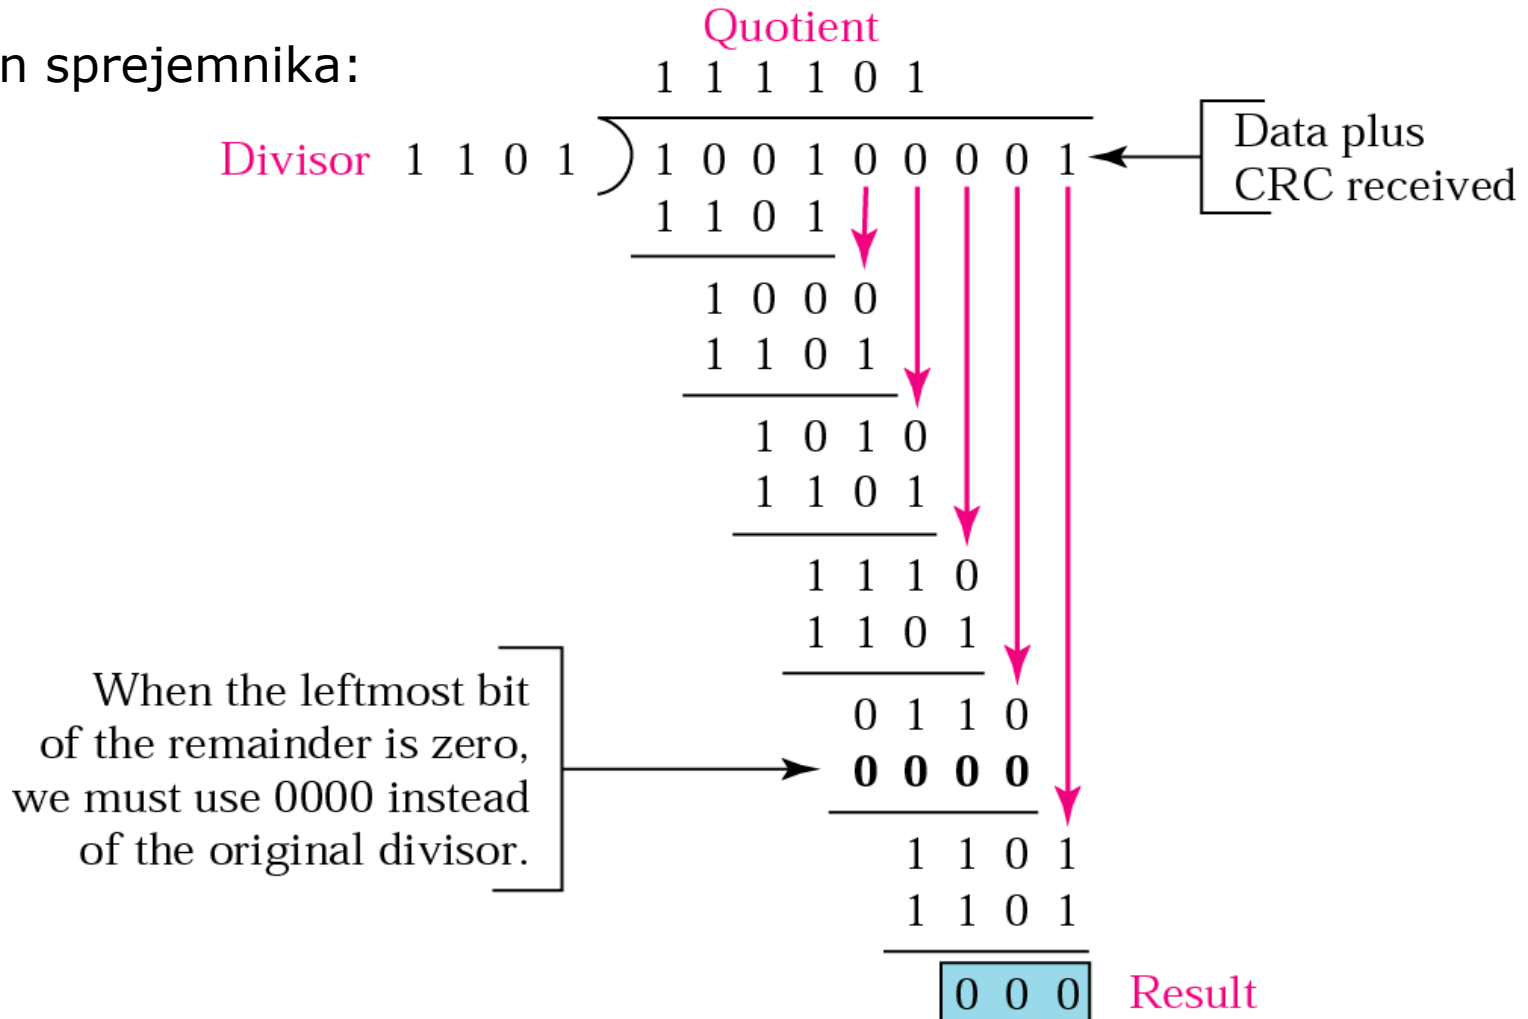 Quotient
n sprejemnika:
1 1 1 1 0 1
Divisor 1 1 0 1 1 0 0 1 0 0 0 0 1
Data plus
CRC received
1 1 0 1
1 0 0 0
1 1 0 1
1 0 1 0
1 1 0 1
1 1 1 0
1 1 0 1
When the leftmost bit
of the remainder is zero,
we must use 0000 instead
of the original divisor.
0 1 1 0
0 0 0 0
1 1 0 1
1 1 0 1
0 0 0 Result